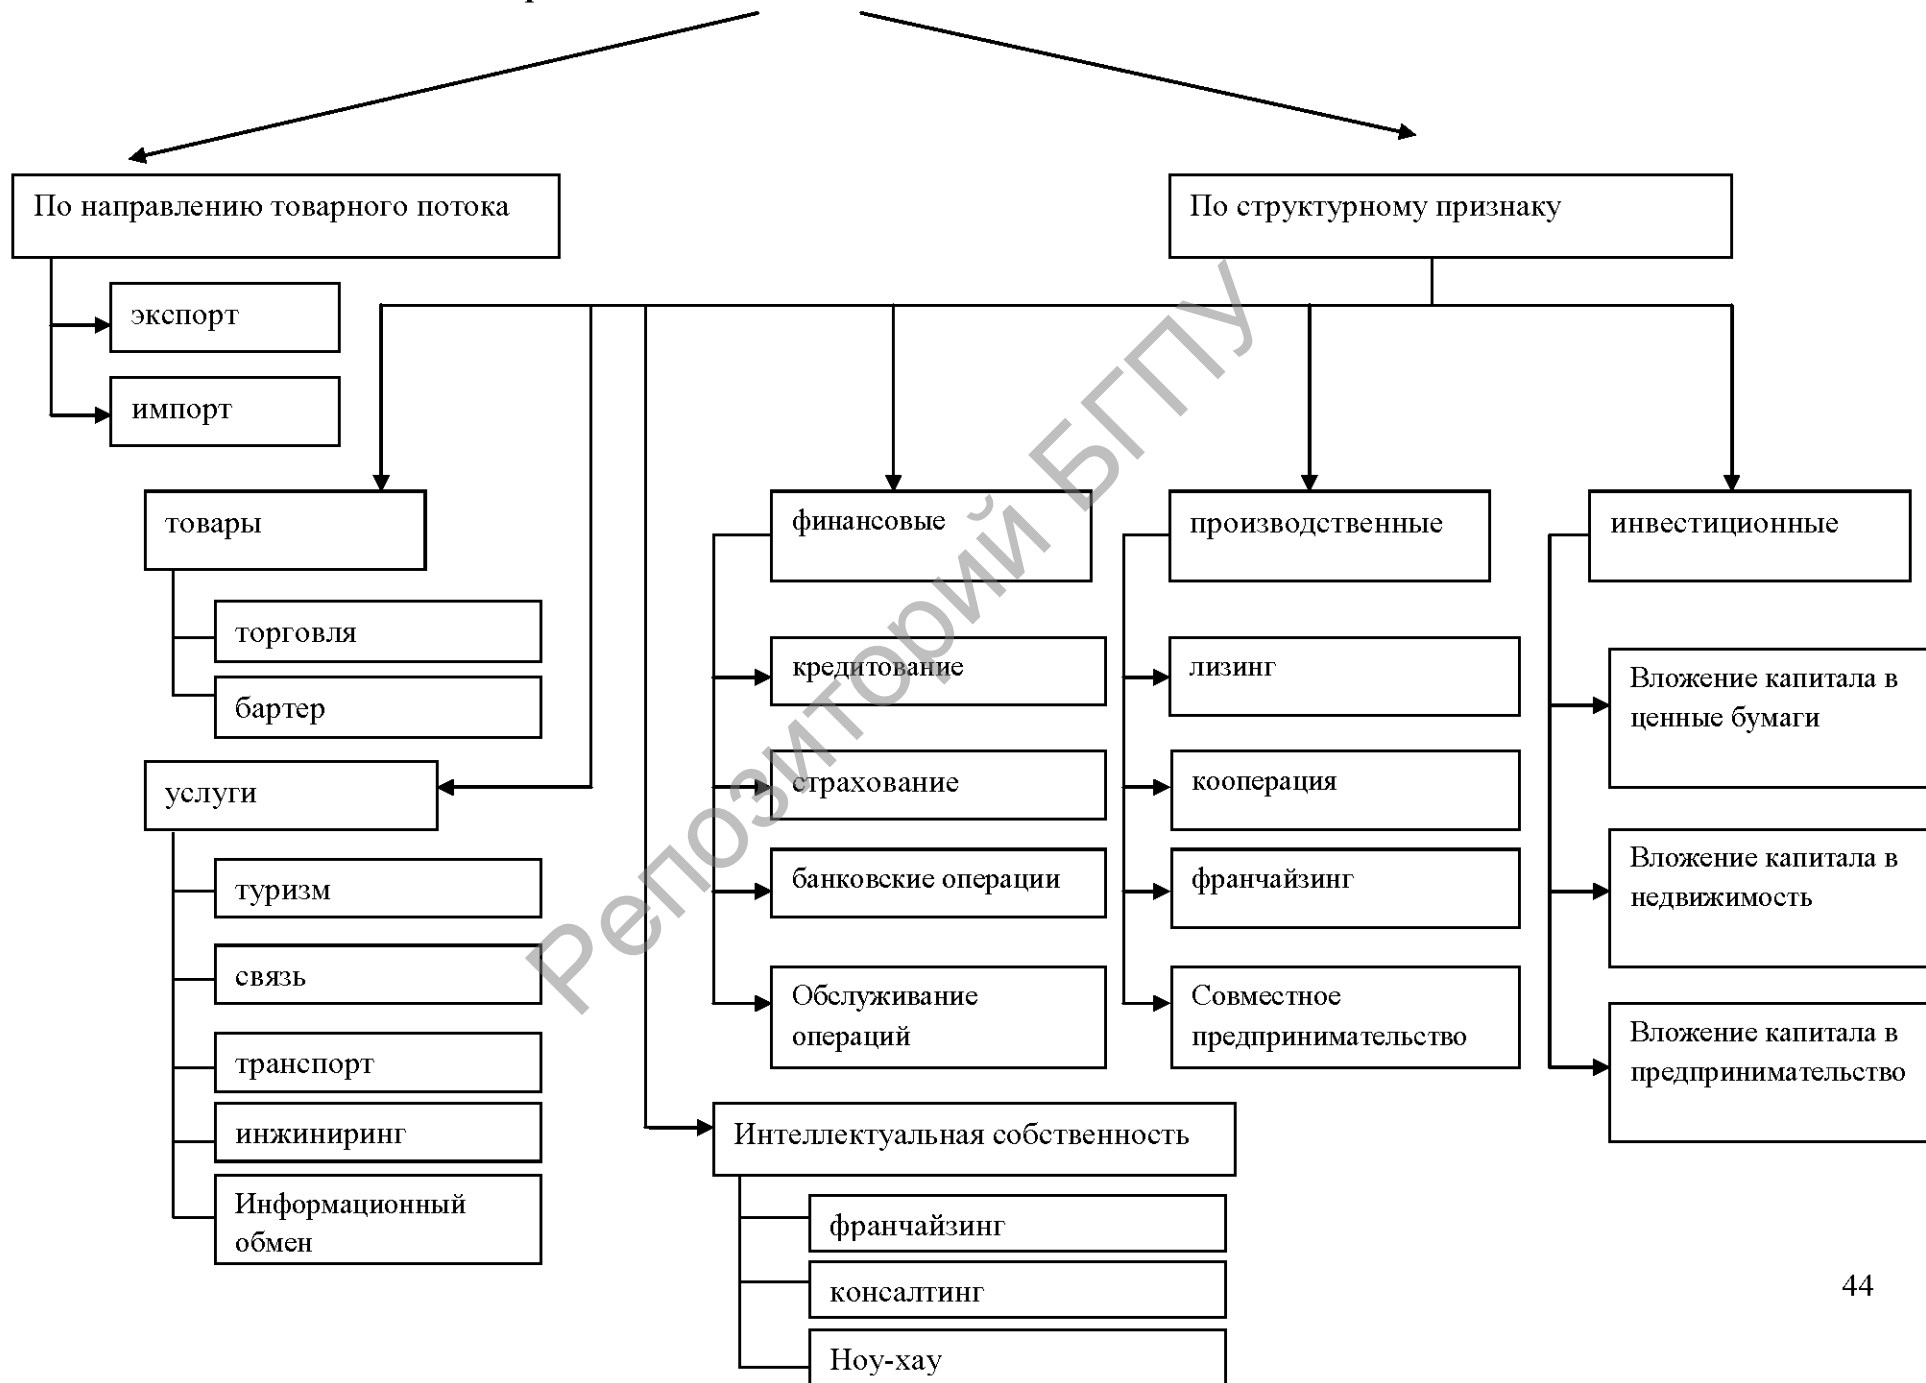 По направлению товарного потока
По структурному признаку
экспорт
импорт
товары
торговля
бартер
услуги
туризм
связь
транспорт
инжиниринг
Информационный
обмен
финансовые
кредитование
страхование
банковские операции
Обслуживание
операций
производственные
лизинг
кооперация
франчайзинг
Совместное
предпринимательство
инвестиционные
Вложение капитала в
ценные бумаги
Вложение капитала в
недвижимость
Вложение капитала в
предпринимательство
Интеллектуальная собственность
франчайзинг
консалтинг
Ноу-хау
Репозиторий БГПУ
44